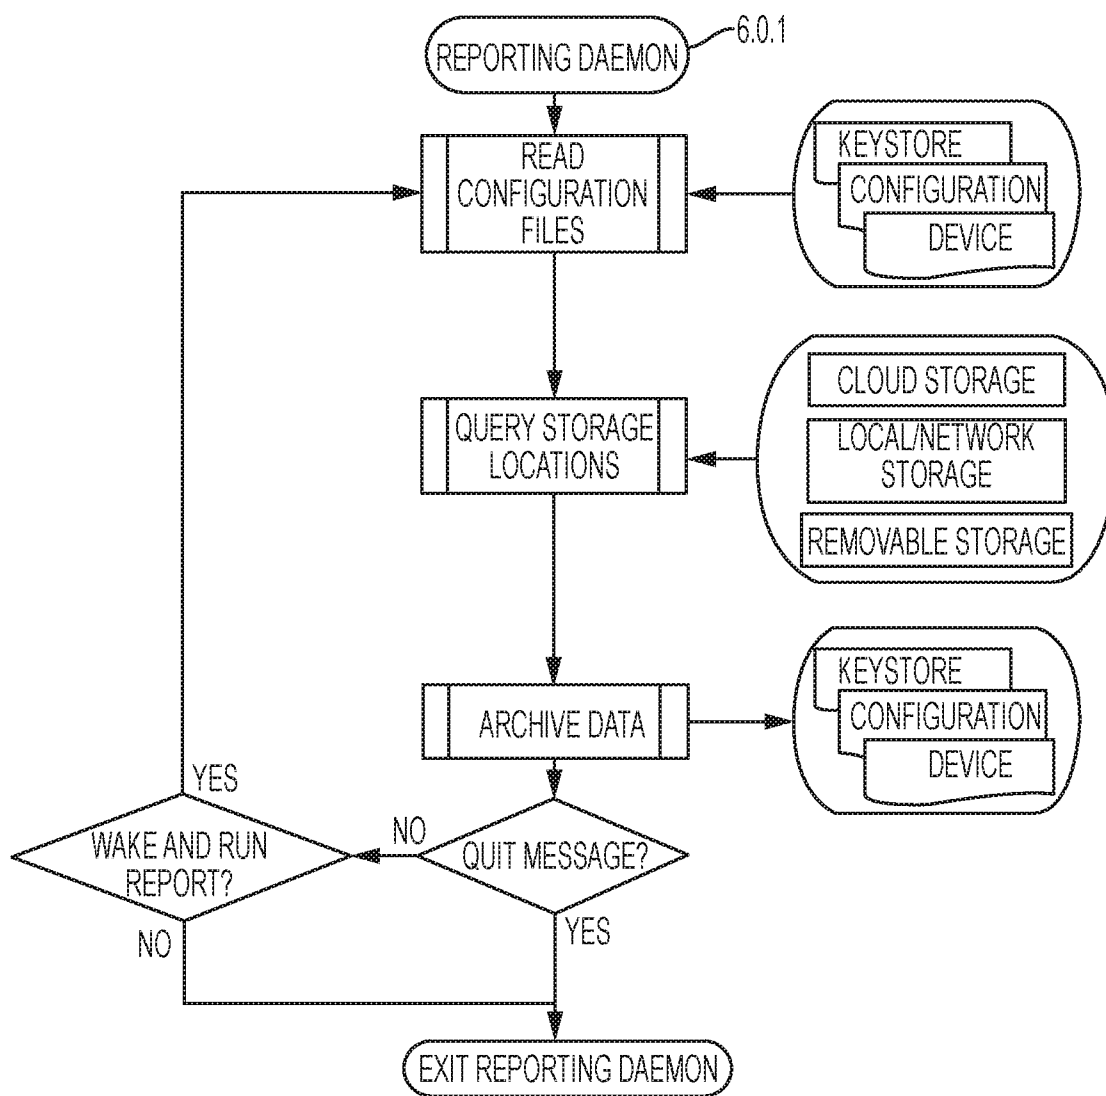 REPORTING DAEMON
6.0.1
READ
CONFIGURATION
FILES
KEYSTORE
CONFIGURATION
DEVICE
QUERY STORAGE
LOCATIONS
CLOUD STORAGE
LOCAL/NETWORK
STORAGE
REMOVABLE STORAGE
ARCHIVE DATA
KEYSTORE
CONFIGURATION
DEVICE
YES
WAKE AND RUN
REPORT?
NO
NO
QUIT MESSAGE?
YES
EXIT REPORTING DAEMON